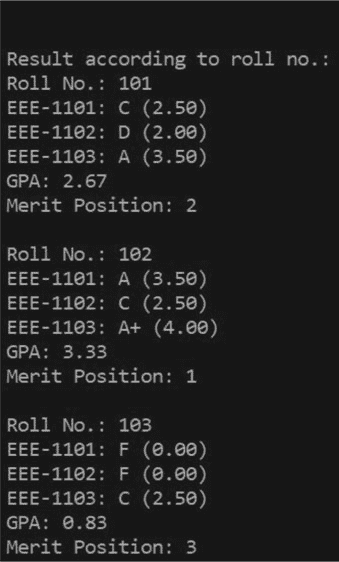 Result according to roll no.:
Roll No.: 101
EEE-1101: C (2.50)
EEE-1102: D (2.00)
EEE-1103: A (3.50)
GPA: 2.67
Merit Position: 2
Roll No.: 102
EEE-1101: A (3.50)
EEE-1102: C (2.50)
EEE-1103: A+ (4.00)
GPA: 3.33
Merit Position: 1
Roll No.: 103
EEE-1101: F (0.00)
EEE-1102: F (0.00)
EEE-1103: C (2.50)
GPA: 0.83
Merit Position: 3